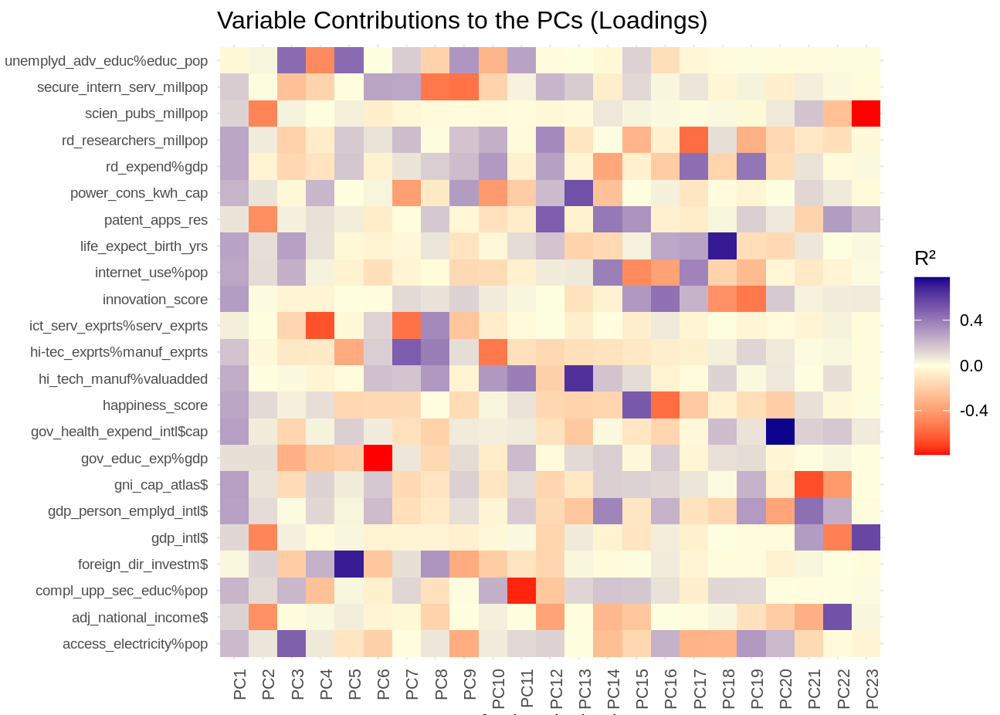 Variable Contributions to the PCs (Loadings)
unemplyd_adv_educ%educ_pop
secure_intern_serv_millpop
scien_pubs_millpop
rd_researchers_millpop
rd_expend%gdp
power_cons_kwh_cap
patent_apps_res
life_expect_birth_yrs
internet_use%pop
innovation_score
ict_serv_exprts%serv_exprts
hi-tec_exprts%manuf_exprts
hi_tech_manuf%valuadded
happiness_score
gov_health_expend_intl$cap
gov_educ_exp%gdp
gni_cap_atlas$
gdp_person_emplyd_intl$
gdp_intl$
foreign_dir_investm$
compl_upp_sec_educ%pop
adj_national_income$
access_electricity%pop
PC1
PC2
PC3
PC4
PC5
PC6
PC7
PC8
PC9
PC10
PC11
PC12
PC13
PC14
PC15
PC16
PC17
PC18
PC19
PC20
PC21
PC22
PC23
R²
0.4
0.0
-0.4